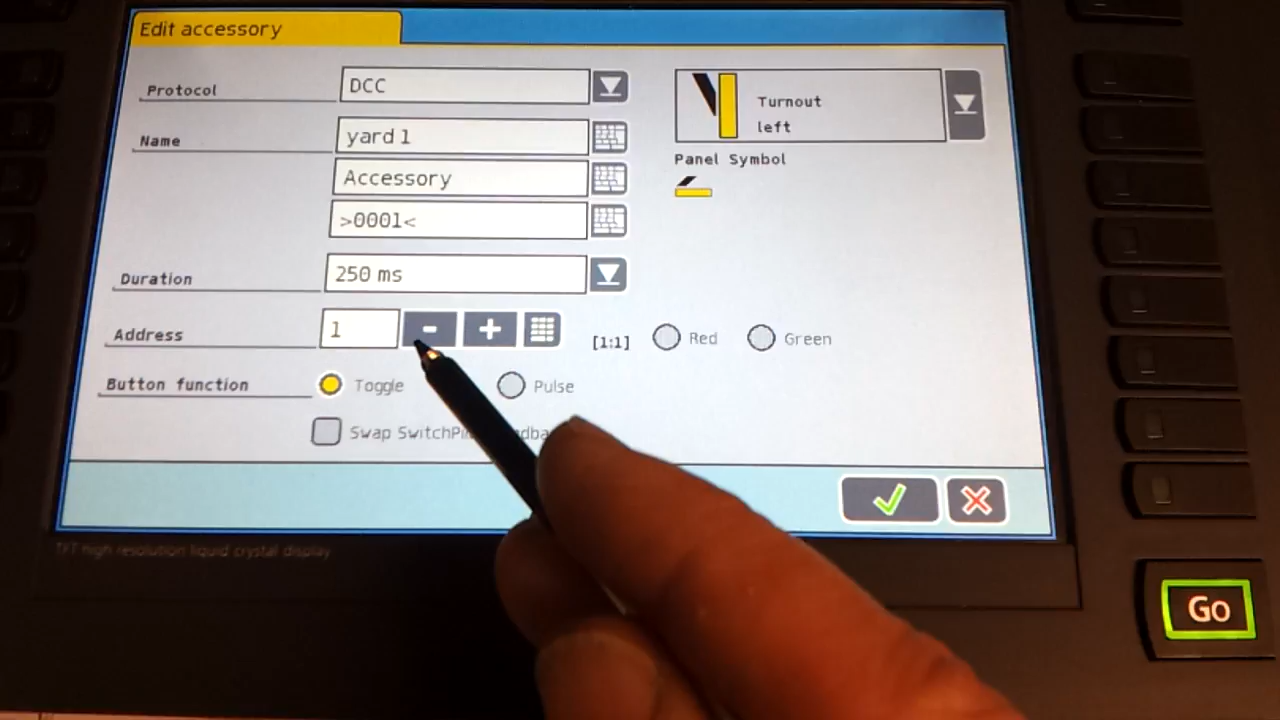 Edit accessory
Protocol
DCC
Name
yard 1
Accessory
>0001<
Duration
250 ms
Address
1
-
+
[1:1]
Red
Green
Button function
Toggle
Pulse
Swap
Turnout
left
Panel Symbol
TFT high resolution liquid crystal display
Go